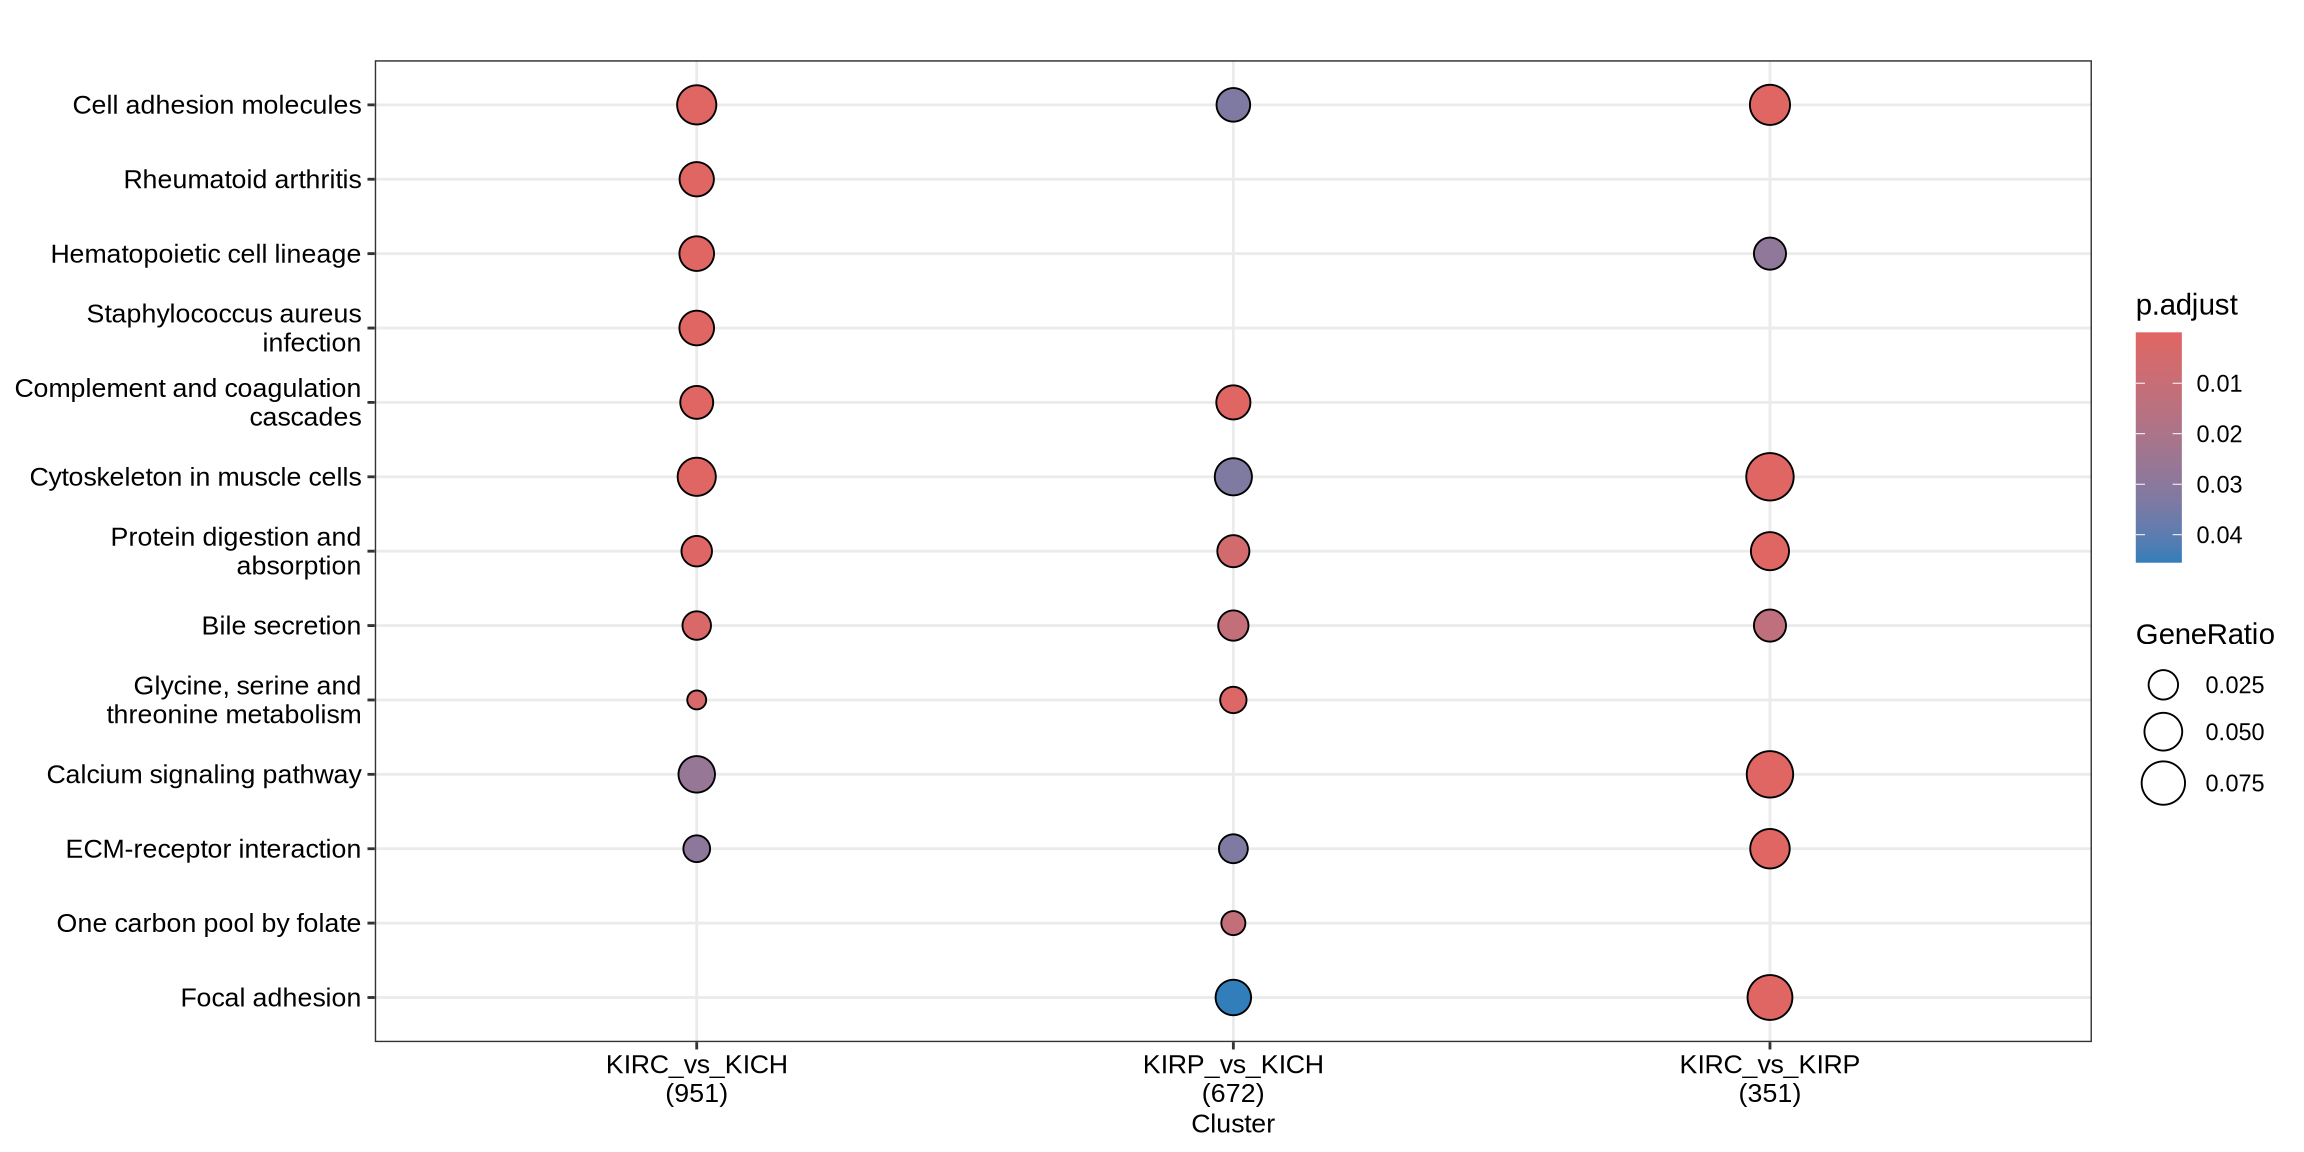 Cell adhesion molecules
Rheumatoid arthritis
Hematopoietic cell lineage
Staphylococcus aureus
infection
Complement and coagulation
cascades
Cytoskeleton in muscle cells
Protein digestion and
absorption
Bile secretion
Glycine, serine and
threonine metabolism
Calcium signaling pathway
ECM-receptor interaction
One carbon pool by folate
Focal adhesion
KIRC_vs_KICH
(951)
KIRP_vs_KICH
(672)
KIRC_vs_KIRP
(351)
Cluster
p.adjust
0.01
0.02
0.03
0.04
GeneRatio
0.025
0.050
0.075